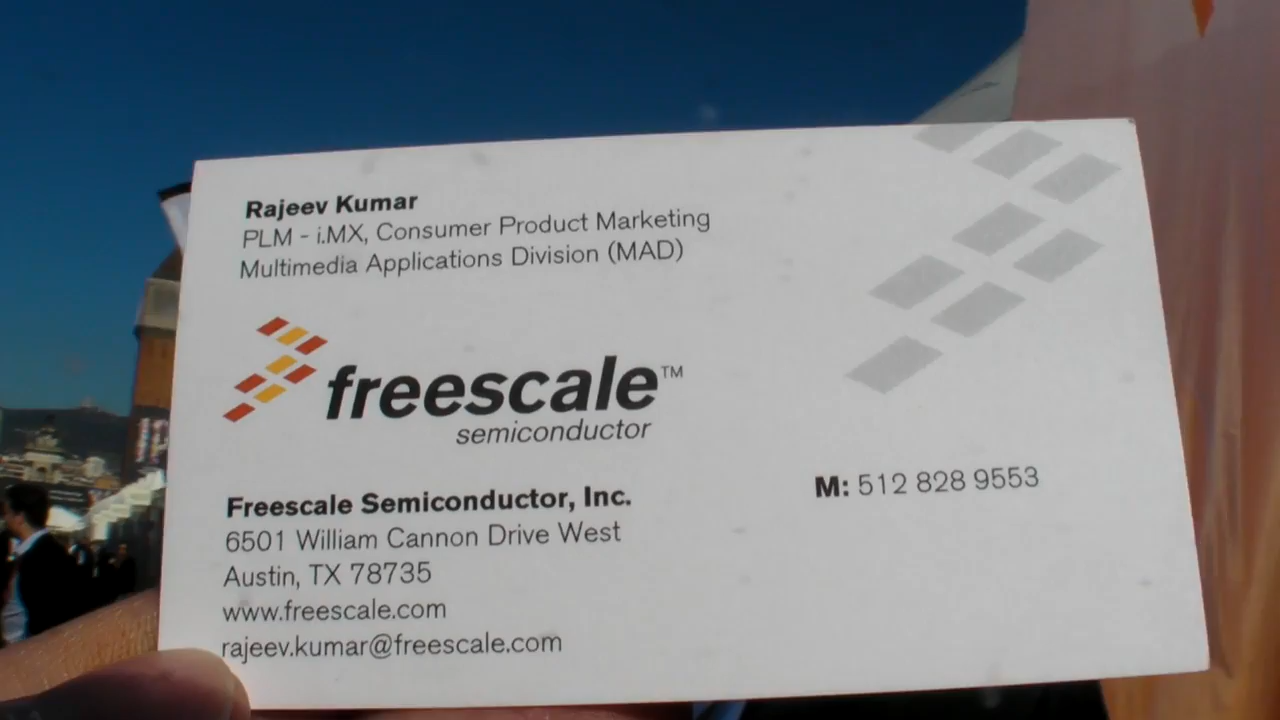 Rajeev Kumar
PLM - i.MX, Consumer Product Marketing
Multimedia Applications Division (MAD)
freescale™
semiconductor
Freescale Semiconductor, Inc.
6501 William Cannon Drive West
Austin, TX 78735
www.freescale.com
rajeev.kumar@freescale.com
M: 512 828 9553